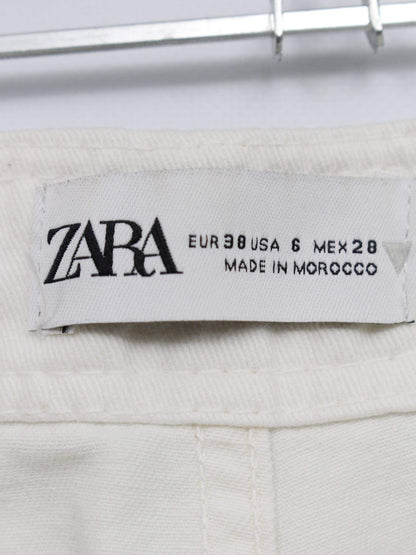 ZARA
EUR 38 USA 6 MEX 28
MADE IN MOROCCO